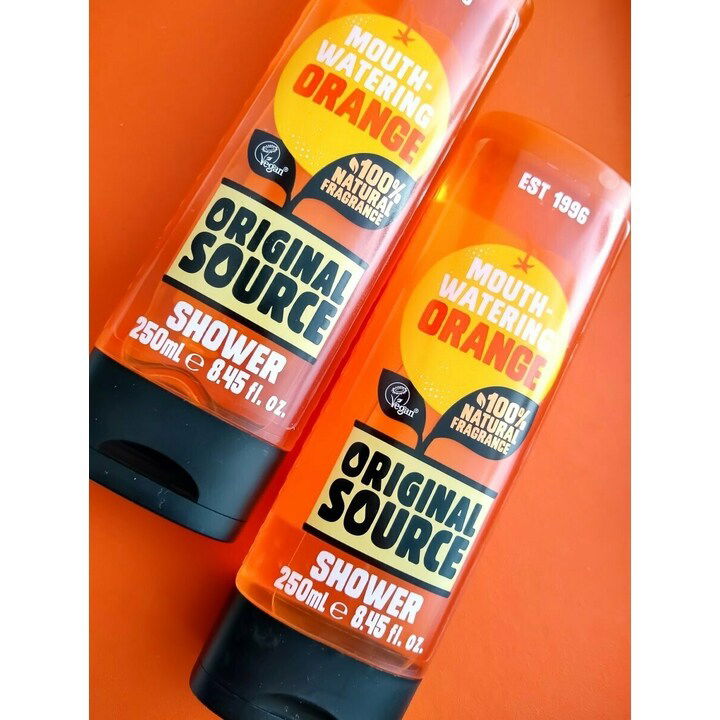 MOUTH-
WATERING
ORANGE
Vegan®
100%
NATURAL
FRAGRANCE
ORIGINAL
SOURCE
SHOWER
250mL e 8.45 fl. oz.
EST 1996
MOUTH-
WATERING
ORANGE
Vegan®
100%
NATURAL
FRAGRANCE
ORIGINAL
SOURCE
SHOWER
250mL e 8.45 fl. oz.